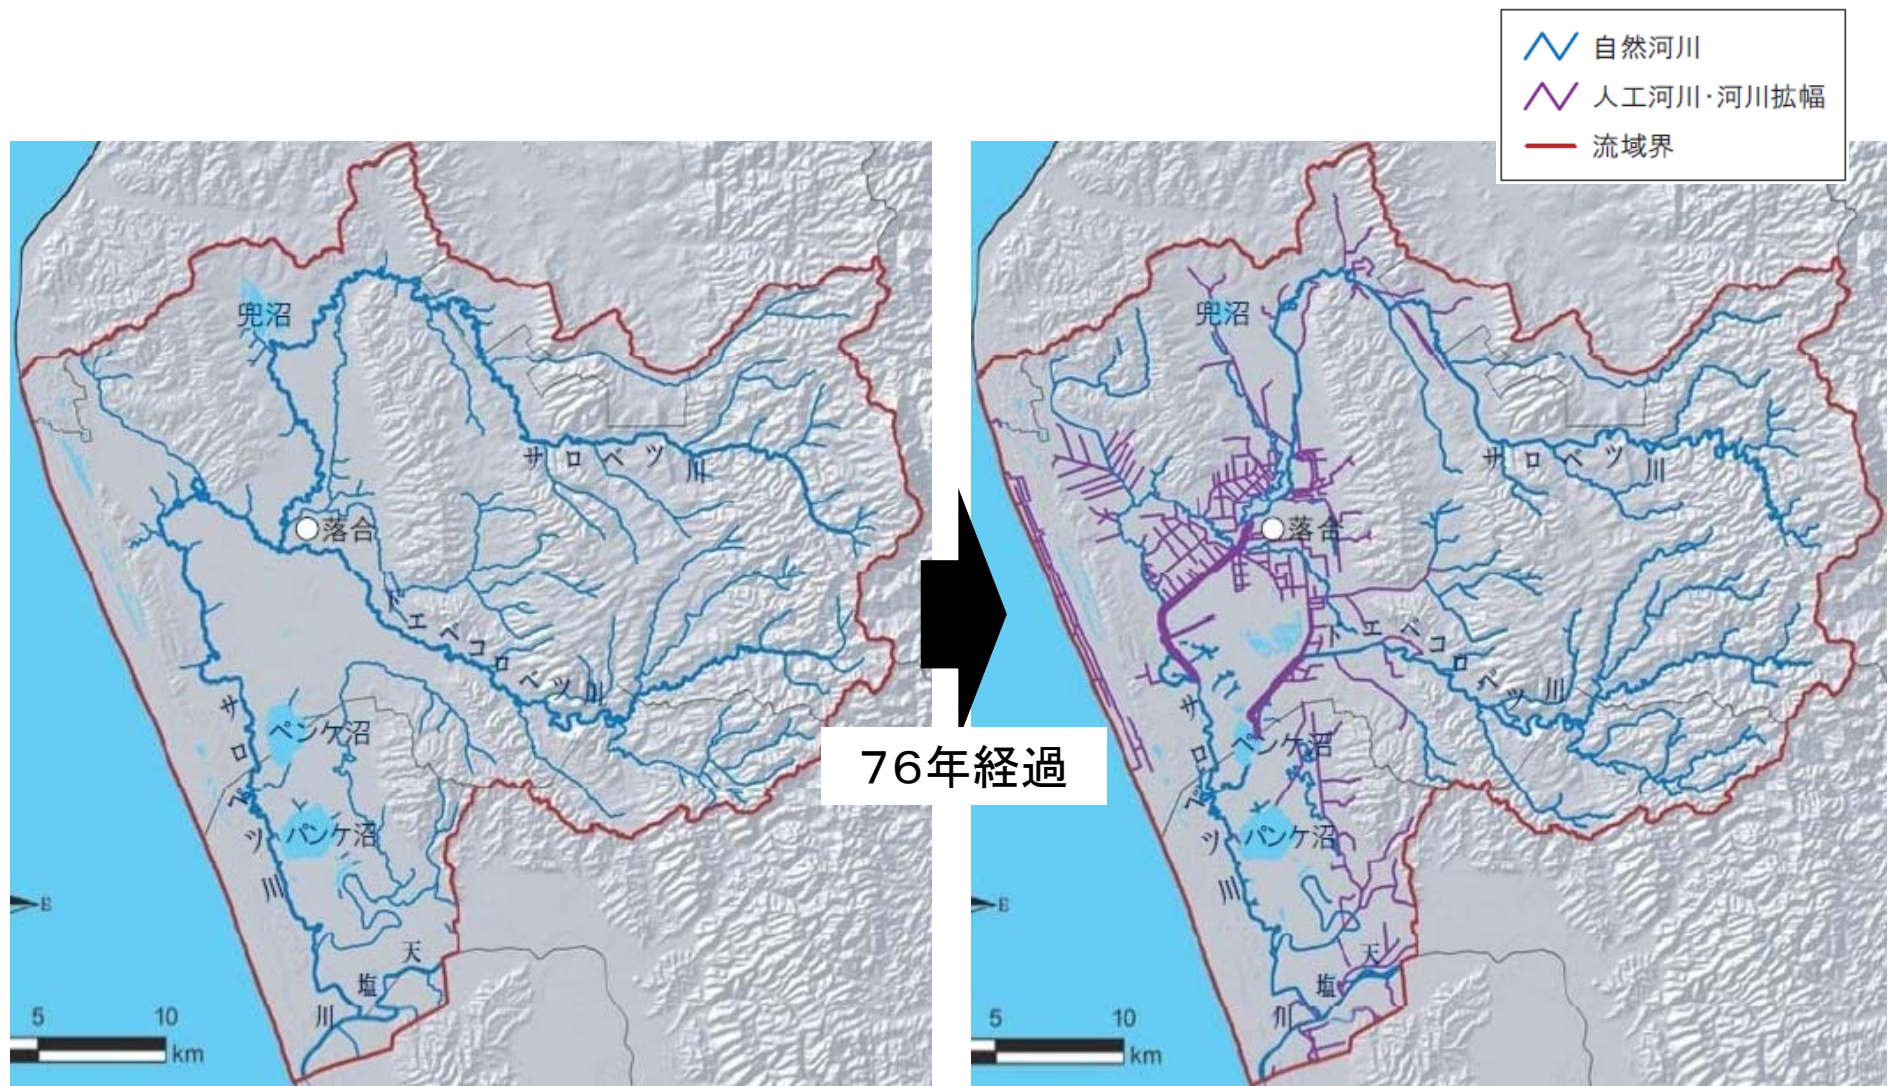 自然河川
人工河川・河川拡幅
流域界
兜沼
サロベツ川
落合
下エベコロベツ川
サロベツ川
ペンケ沼
パンケ沼
天塩川
E
5 10
km
76年経過
兜沼
サロベツ川
落合
下エベコロベツ川
サロベツ川
ペンケ沼
パンケ沼
天塩川
E
5 10
km